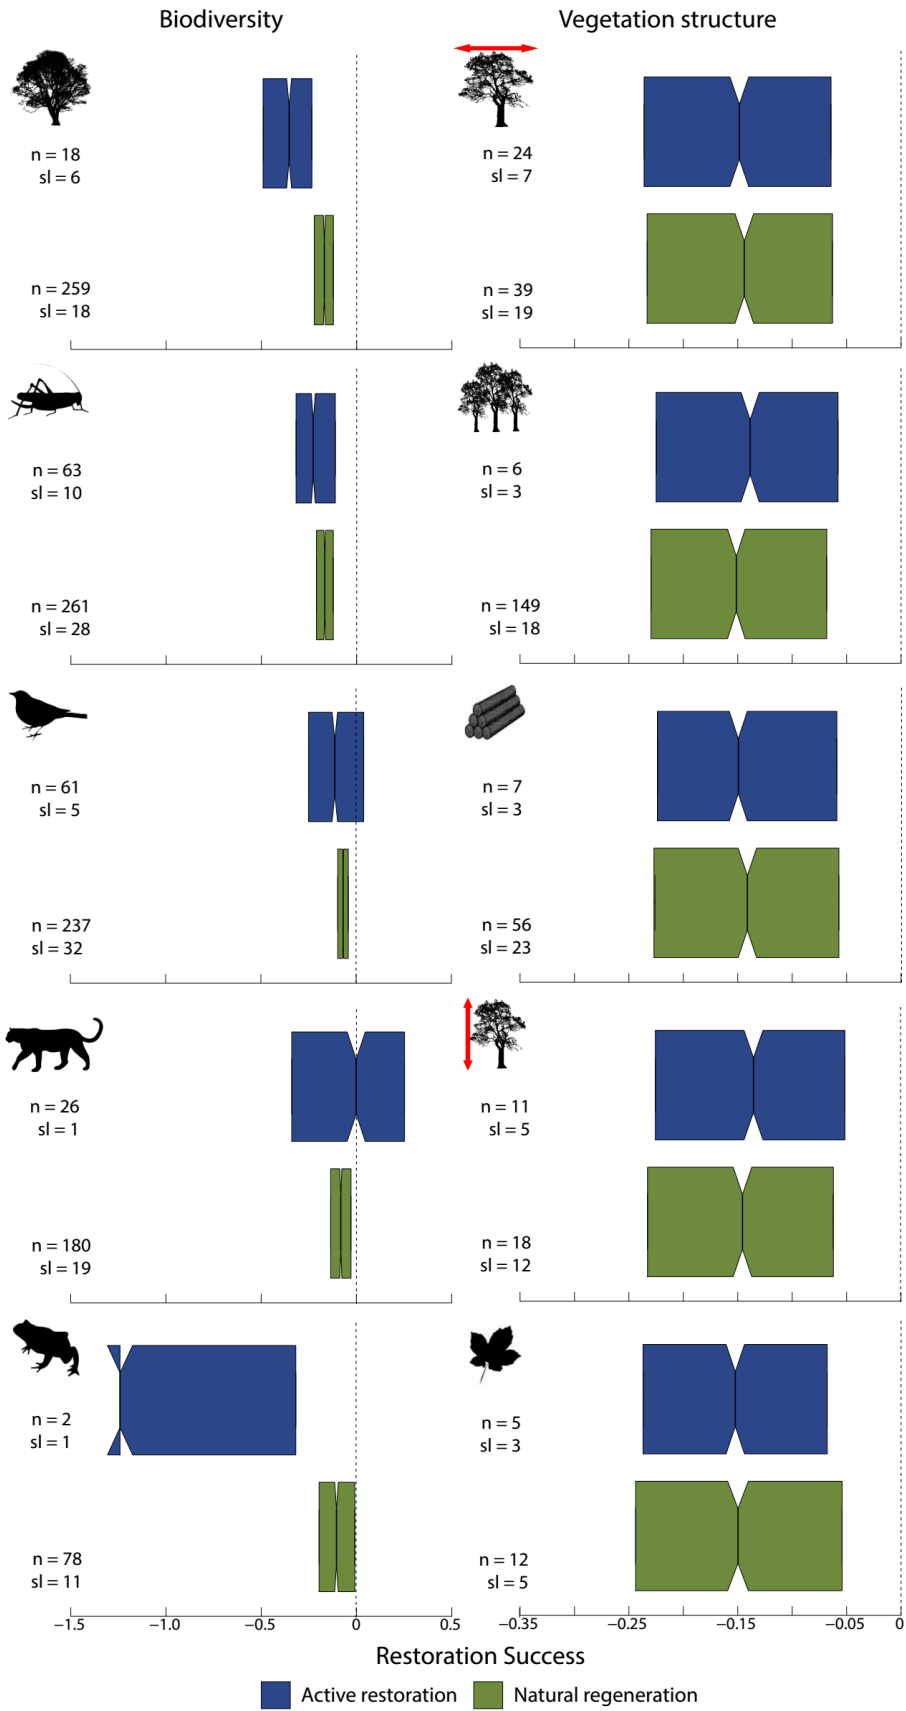 Biodiversity
Vegetation structure
n = 18
sl = 6
n = 24
sl = 7
n = 259
sl = 18
n = 39
sl = 19
n = 63
sl = 10
n = 6
sl = 3
n = 261
sl = 28
n = 149
sl = 18
n = 61
sl = 5
n = 7
sl = 3
n = 237
sl = 32
n = 56
sl = 23
n = 26
sl = 1
n = 11
sl = 5
n = 180
sl = 19
n = 18
sl = 12
n = 2
sl = 1
n = 5
sl = 3
n = 78
sl = 11
n = 12
sl = 5
−1.5 −1.0 −0.5 0 0.5
−0.35 −0.25 −0.15 −0.05 0
Restoration Success
Active restoration
Natural regeneration